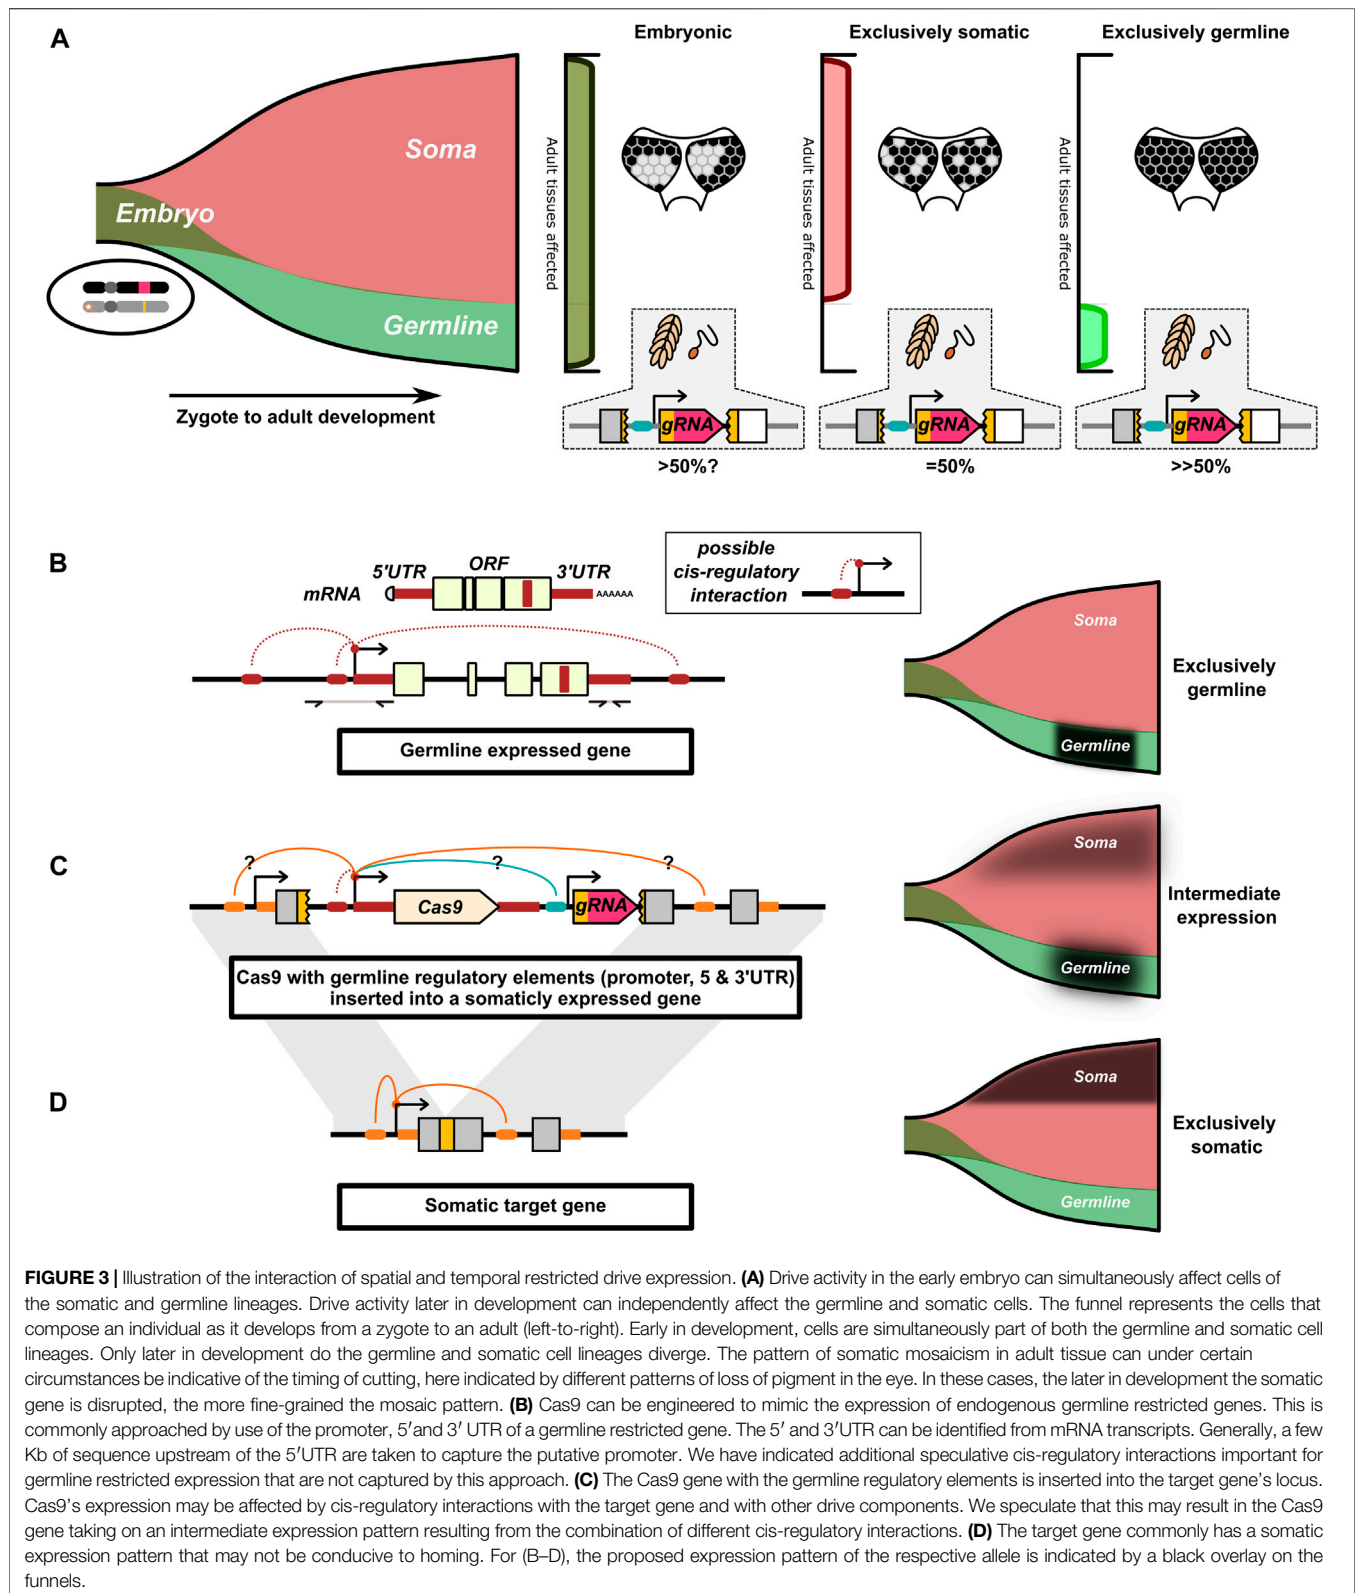 A
Embryonic
Exclusively somatic
Exclusively germline
Soma
Embryo
Germline
Adult tissues affected
Adult tissues affected
Adult tissues affected
Zygote to adult development
gRNA
gRNA
gRNA
>50%?
=50%
>>50%
B
mRNA
5'UTR
ORF
3'UTR
AAAAAA
possible
cis-regulatory
interaction
Germline expressed gene
Soma
Germline
Exclusively
germline
C
?
?
?
Cas9
gRNA
Cas9 with germline regulatory elements (promoter, 5 & 3'UTR)
inserted into a somaticly expressed gene
Soma
Germline
Intermediate
expression
D
Somatic target gene
Soma
Germline
Exclusively
somatic
FIGURE 3 | Illustration of the interaction of spatial and temporal restricted drive expression. (A) Drive activity in the early embryo can simultaneously affect cells of
the somatic and germline lineages. Drive activity later in development can independently affect the germline and somatic cells. The funnel represents the cells that
compose an individual as it develops from a zygote to an adult (left-to-right). Early in development, cells are simultaneously part of both the germline and somatic cell
lineages. Only later in development do the germline and somatic cell lineages diverge. The pattern of somatic mosaicism in adult tissue can under certain
circumstances be indicative of the timing of cutting, here indicated by different patterns of loss of pigment in the eye. In these cases, the later in development the somatic
gene is disrupted, the more fine-grained the mosaic pattern. (B) Cas9 can be engineered to mimic the expression of endogenous germline restricted genes. This is
commonly approached by use of the promoter, 5′and 3′ UTR of a germline restricted gene. The 5′ and 3′UTR can be identified from mRNA transcripts. Generally, a few
Kb of sequence upstream of the 5′UTR are taken to capture the putative promoter. We have indicated additional speculative cis-regulatory interactions important for
germline restricted expression that are not captured by this approach. (C) The Cas9 gene with the germline regulatory elements is inserted into the target gene's locus.
Cas9's expression may be affected by cis-regulatory interactions with the target gene and with other drive components. We speculate that this may result in the Cas9
gene taking on an intermediate expression pattern resulting from the combination of different cis-regulatory interactions. (D) The target gene commonly has a somatic
expression pattern that may not be conducive to homing. For (B–D), the proposed expression pattern of the respective allele is indicated by a black overlay on the
funnels.